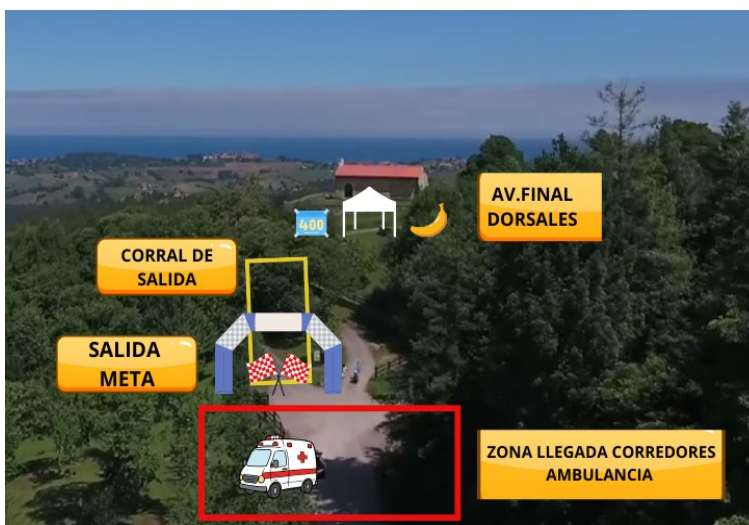 AV.FINAL
DORSALES
400
CORRAL DE
SALIDA
SALIDA
META
ZONA LLEGADA CORREDORES
AMBULANCIA